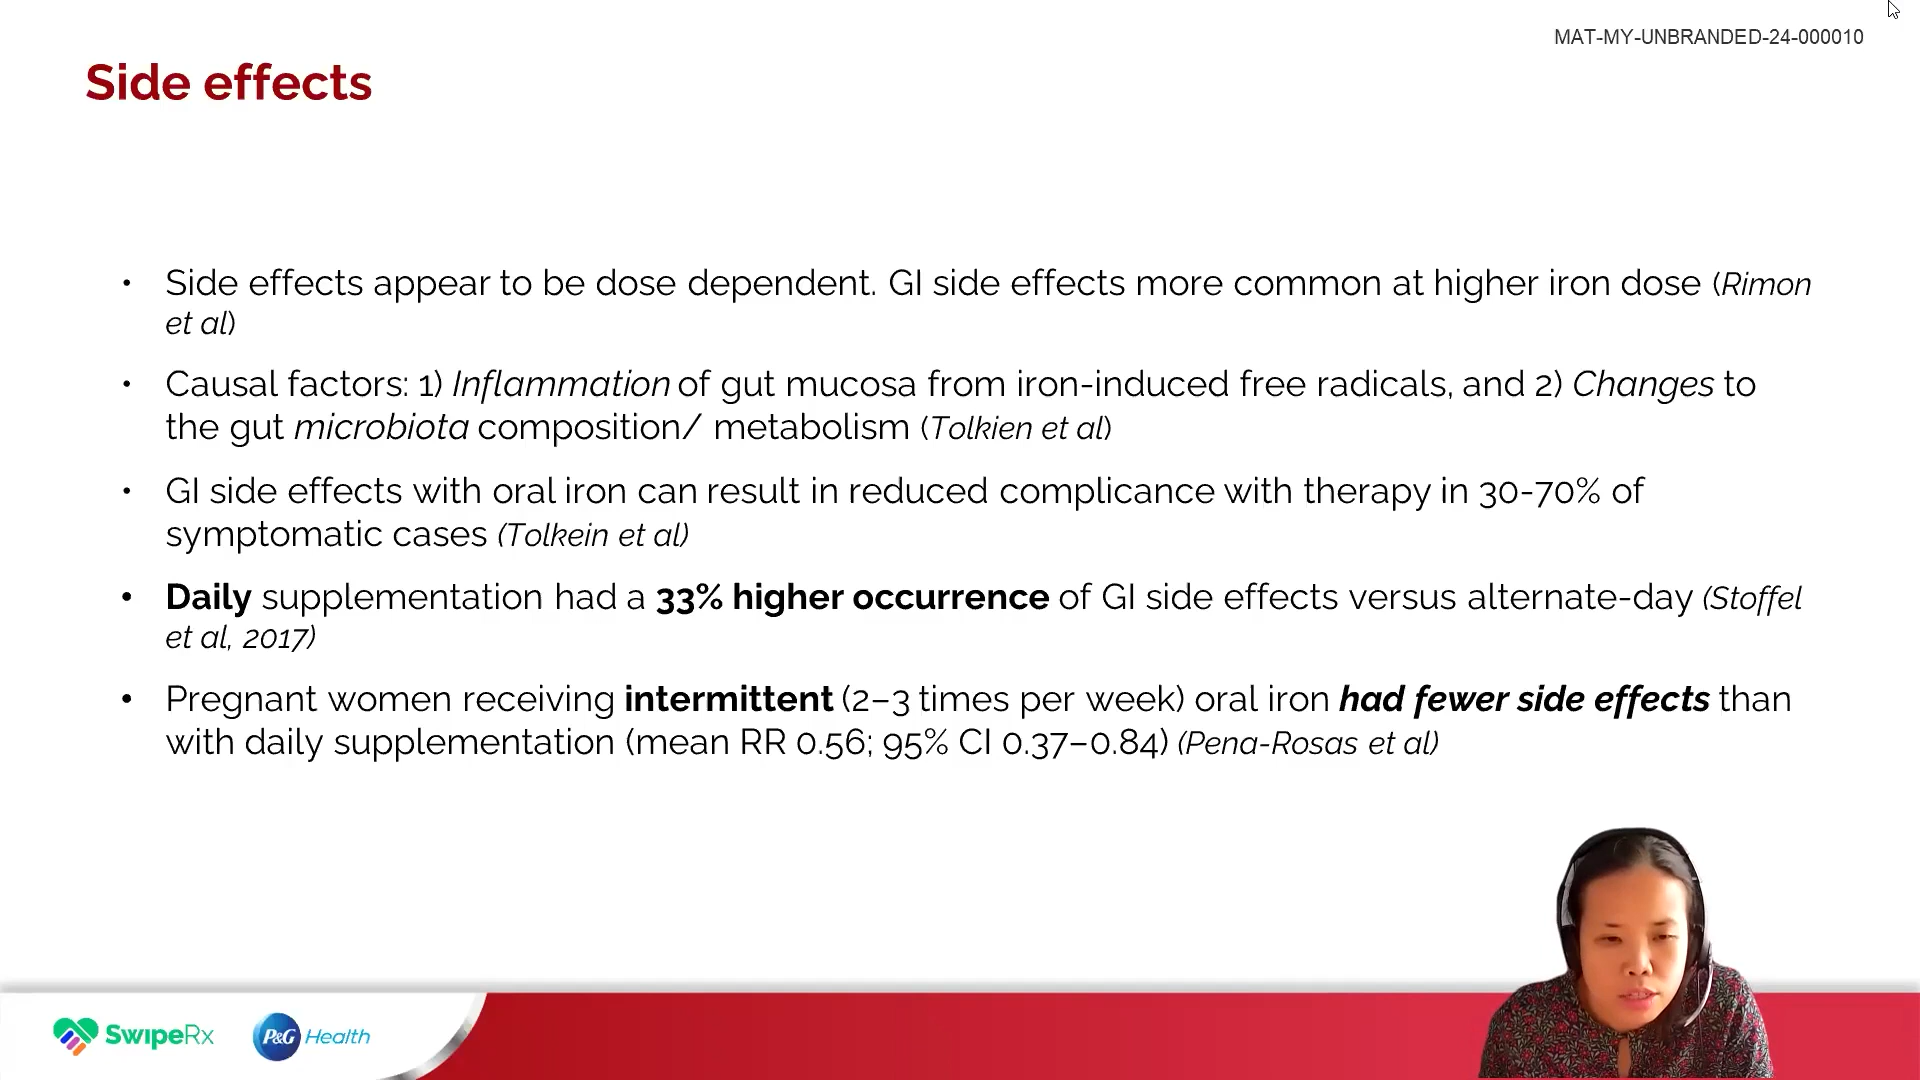 MAT-MY-UNBRANDED-24-000010
Side effects
• Side effects appear to be dose dependent. GI side effects more common at higher iron dose (Rimon
et al)
• Causal factors: 1) Inflammation of gut mucosa from iron-induced free radicals, and 2) Changes to
the gut microbiota composition/ metabolism (Tolkien et al)
• GI side effects with oral iron can result in reduced complicance with therapy in 30-70% of
symptomatic cases (Tolkein et al)
• Daily supplementation had a 33% higher occurrence of GI side effects versus alternate-day (Stoffel
et al, 2017)
• Pregnant women receiving intermittent (2–3 times per week) oral iron had fewer side effects than
with daily supplementation (mean RR 0.56; 95% CI 0.37–0.84) (Pena-Rosas et al)
SwipeRx P&G Health